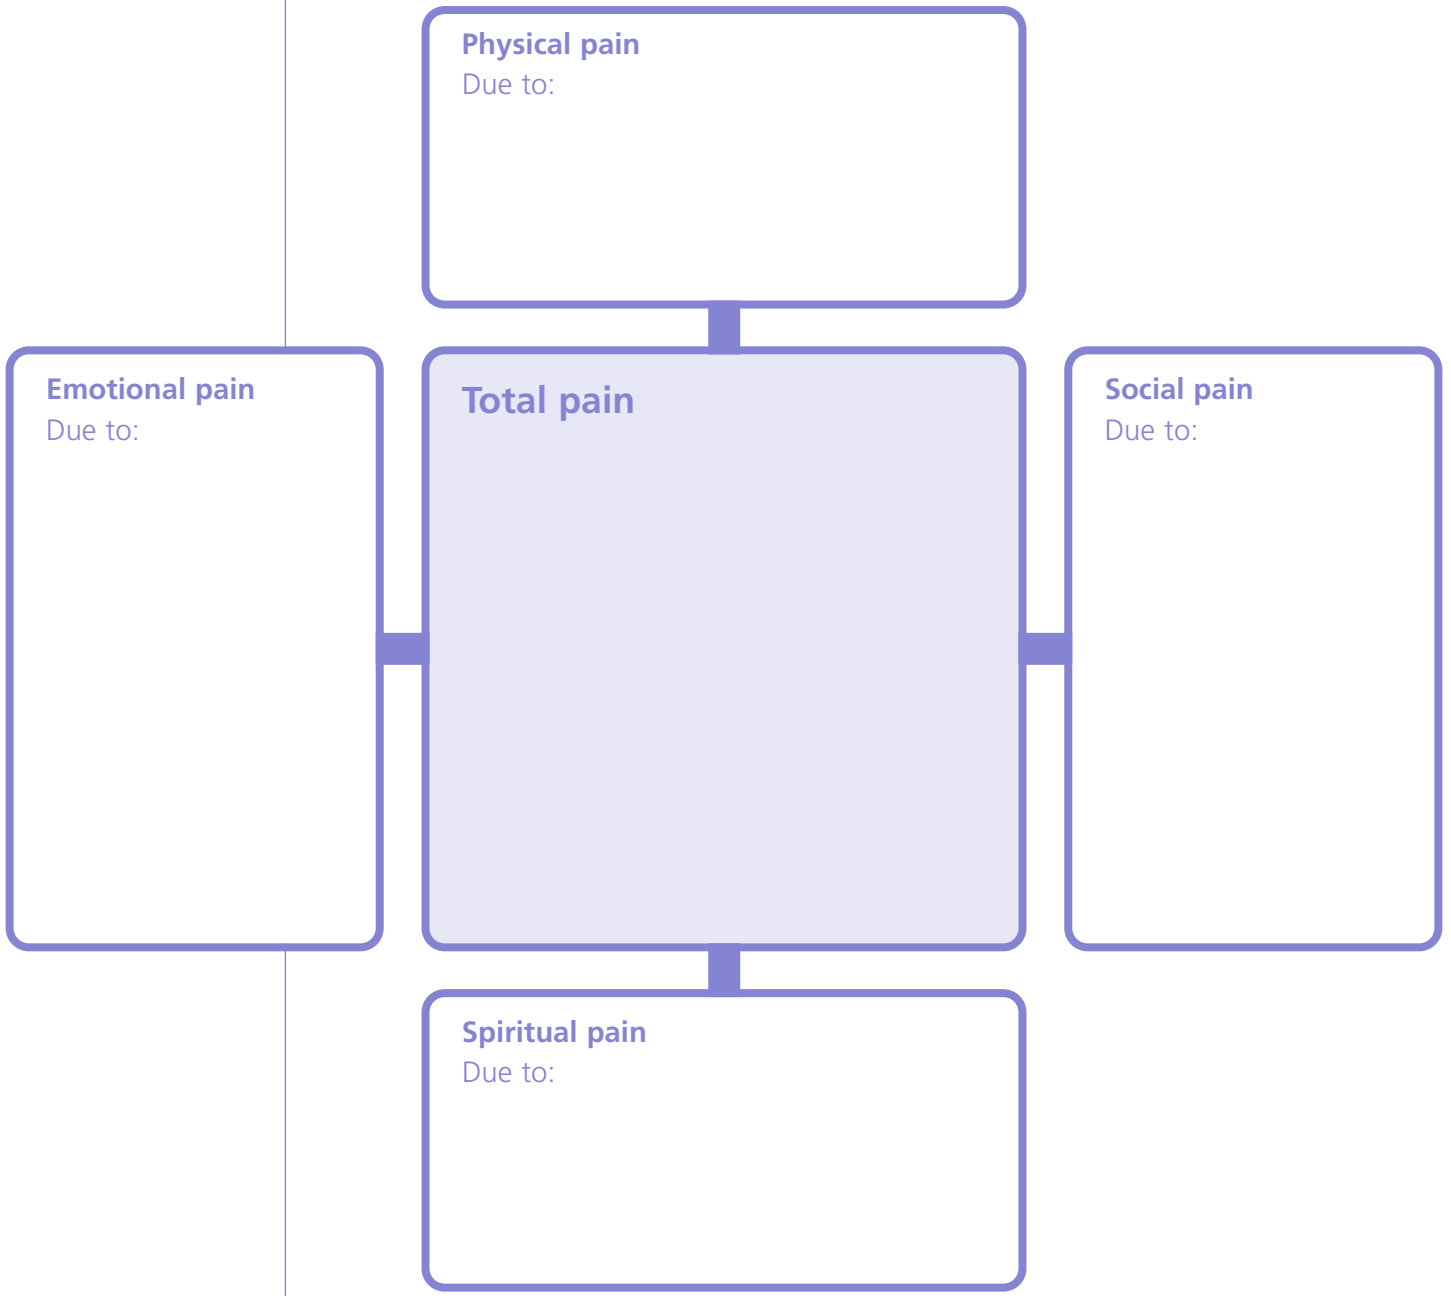 Physical pain
Due to:
Emotional pain
Due to:
Total pain
Social pain
Due to:
Spiritual pain
Due to: